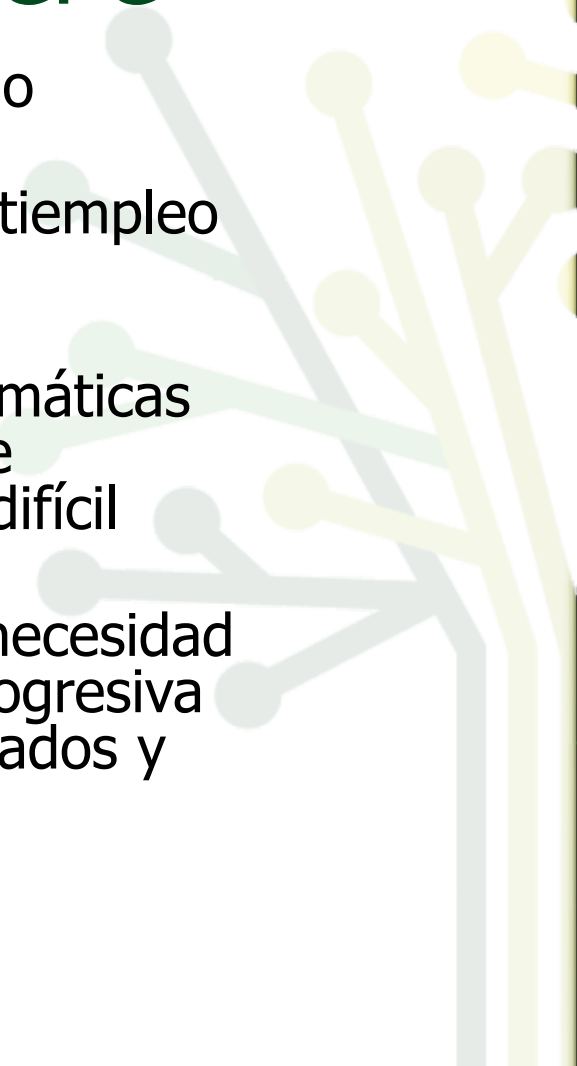 o
tiempleo
máticas
e
difícil
necesidad
ogresiva
ados y